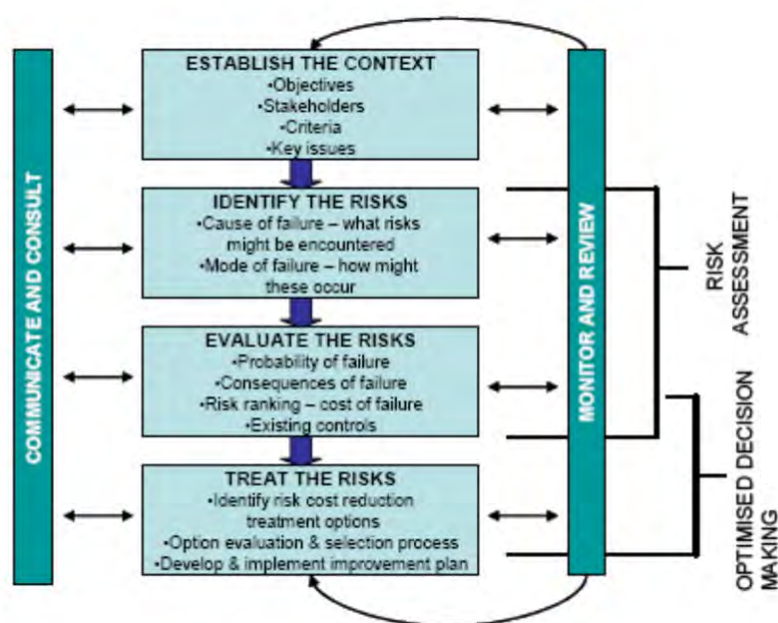 COMMUNICATE AND CONSULT
ESTABLISH THE CONTEXT
•Objectives
•Stakeholders
•Criteria
•Key issues
IDENTIFY THE RISKS
•Cause of failure – what risks
might be encountered
•Mode of failure – how might
these occur
EVALUATE THE RISKS
•Probability of failure
•Consequences of failure
•Risk ranking – cost of failure
•Existing controls
TREAT THE RISKS
•Identify risk cost reduction
treatment options
•Option evaluation & selection process
•Develop & implement improvement plan
MONITOR AND REVIEW
RISK
ASSESSMENT
OPTIMISED DECISION
MAKING